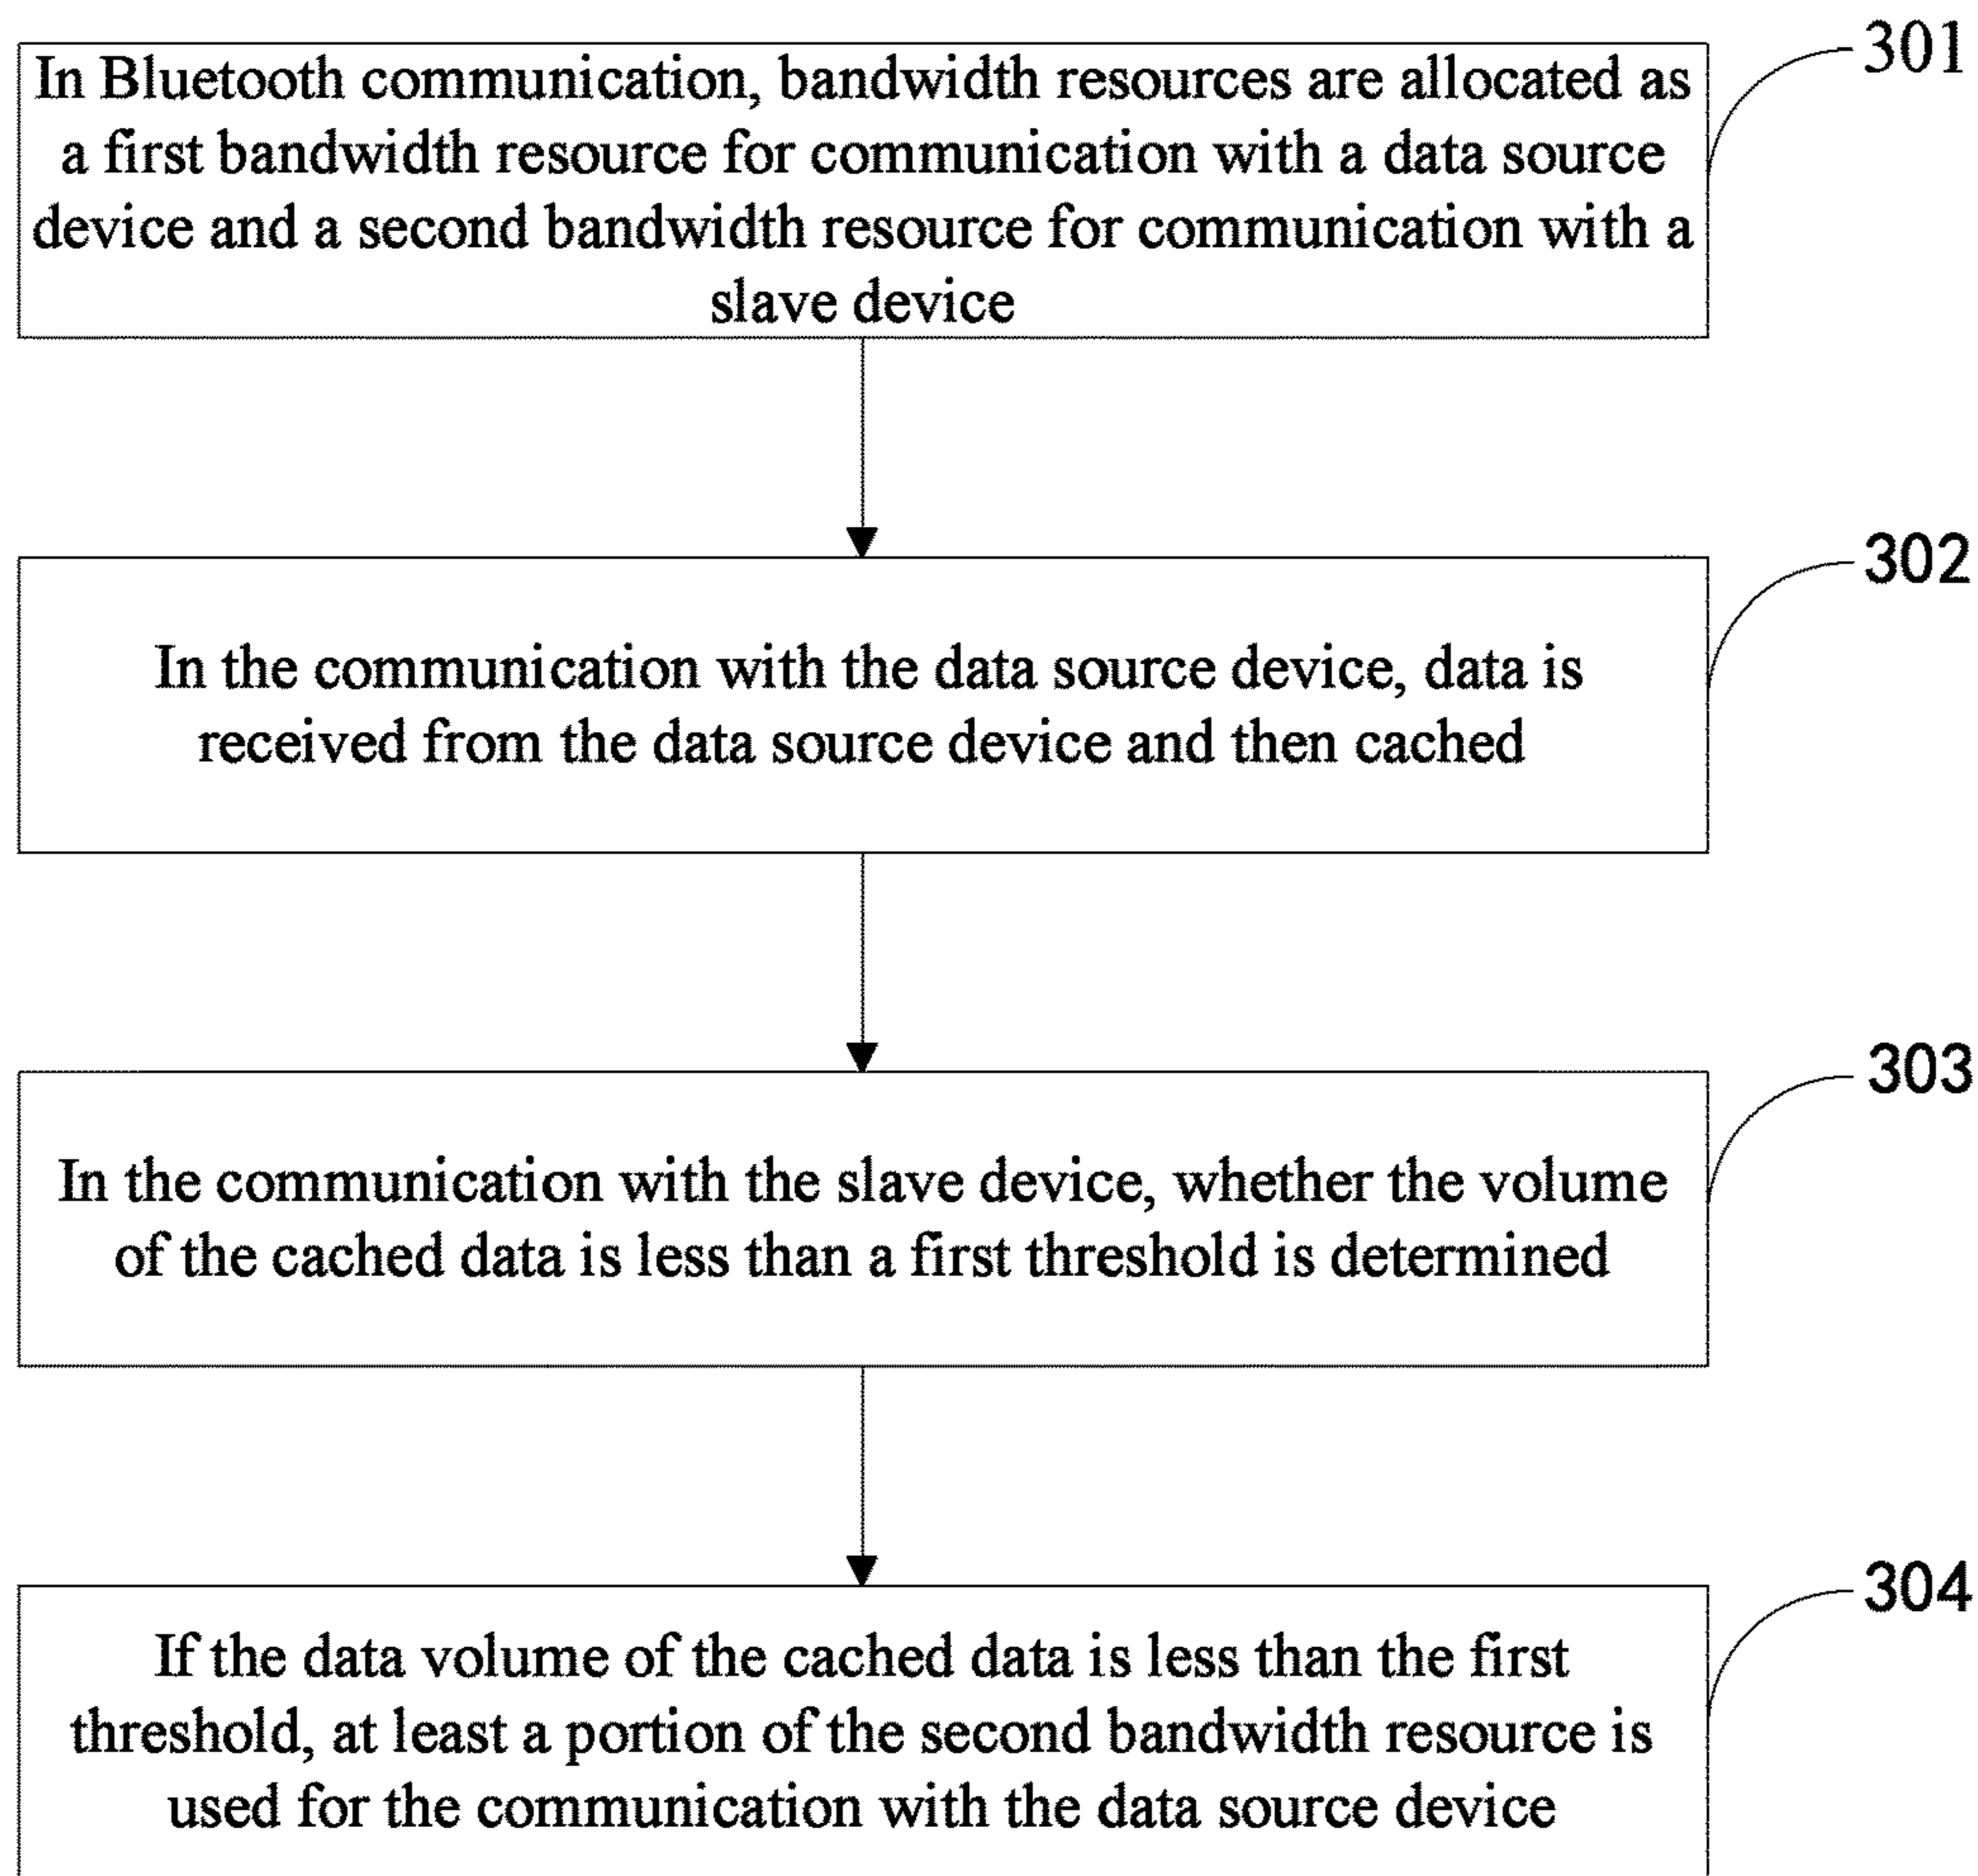 In Bluetooth communication, bandwidth resources are allocated as
a first bandwidth resource for communication with a data source
device and a second bandwidth resource for communication with a
slave device
301
In the communication with the data source device, data is
received from the data source device and then cached
302
In the communication with the slave device, whether the volume
of the cached data is less than a first threshold is determined
303
If the data volume of the cached data is less than the first
threshold, at least a portion of the second bandwidth resource is
used for the communication with the data source device
304